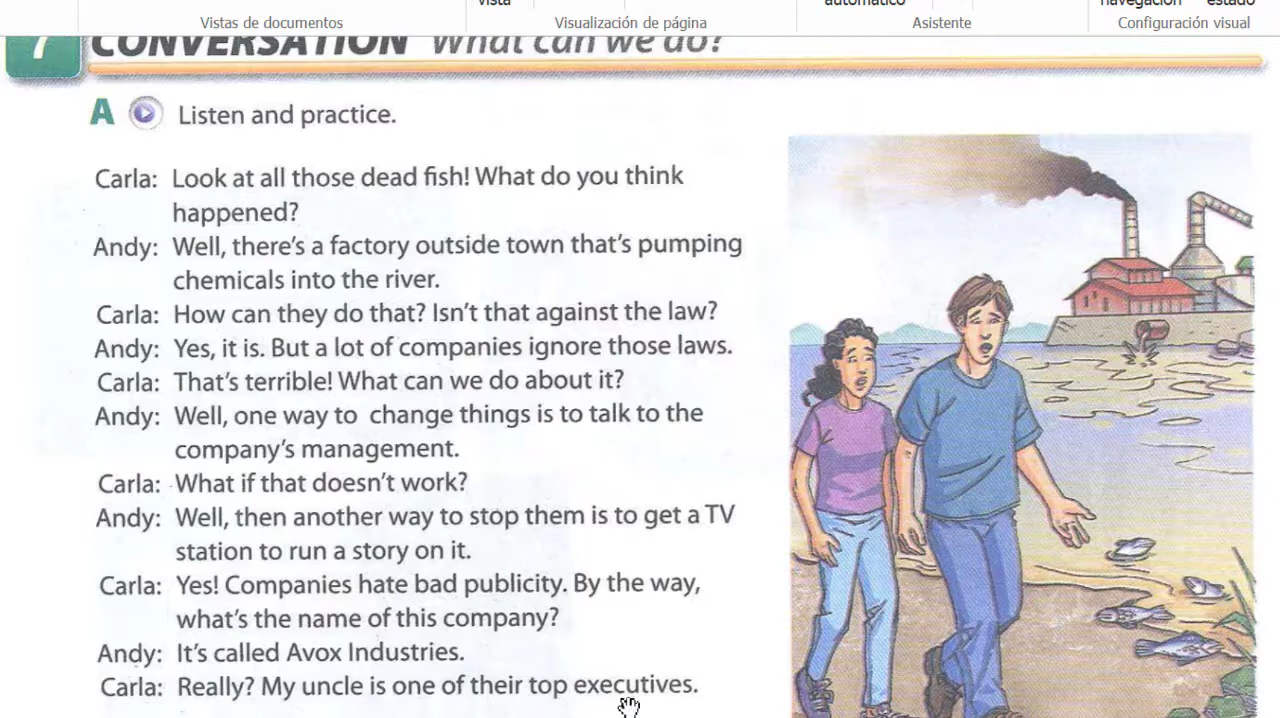 vista
automático
navegación estado
Vistas de documentos
Visualización de página
Asistente
Configuración visual
7 CONVERSATION What can we do?
A Listen and practice.
Carla: Look at all those dead fish! What do you think
happened?
Andy: Well, there's a factory outside town that's pumping
chemicals into the river.
Carla: How can they do that? Isn't that against the law?
Andy: Yes, it is. But a lot of companies ignore those laws.
Carla: That's terrible! What can we do about it?
Andy: Well, one way to change things is to talk to the
company's management.
Carla: What if that doesn't work?
Andy: Well, then another way to stop them is to get a TV
station to run a story on it.
Carla: Yes! Companies hate bad publicity. By the way,
what's the name of this company?
Andy: It's called Avox Industries.
Carla: Really? My uncle is one of their top executives.